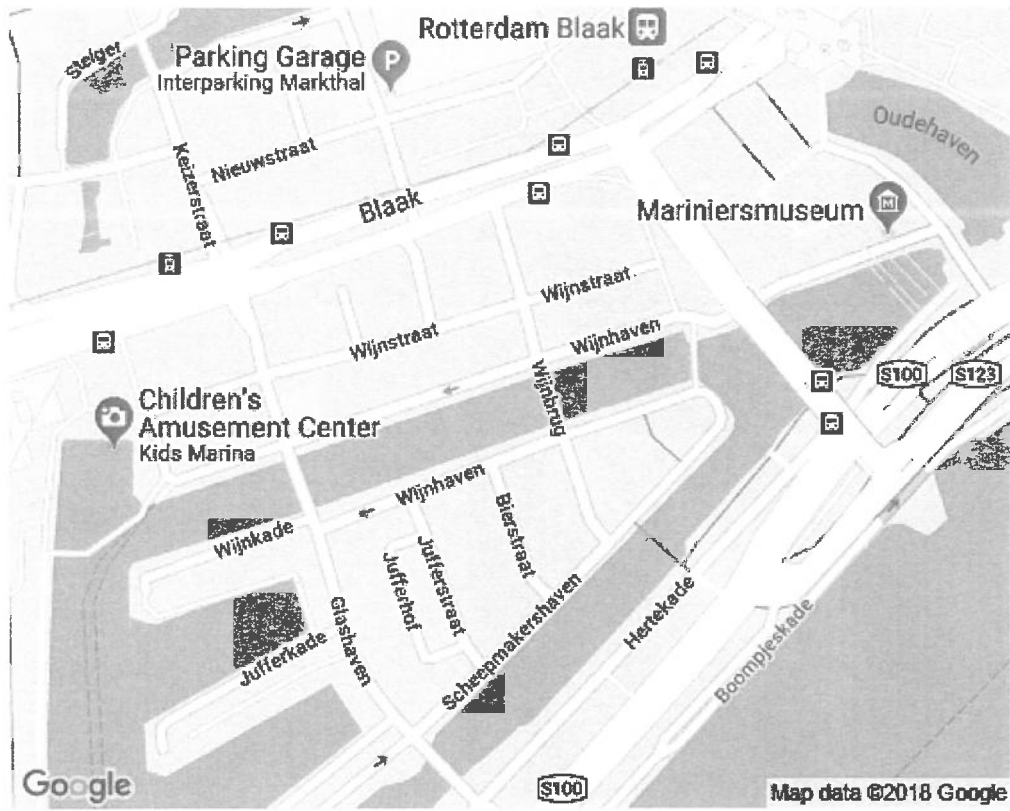 Rotterdam Blaak
Steiger
Parking Garage
Interparking Markthal
P
Oudehaven
Keizerstraat
Nieuwstraat
Blaak
Mariniersmuseum
M
Wijnstraat
Wijnstraat
Wijnhaven
Wijnbrug
S100
S123
Children's
Amusement Center
Kids Marina
Wijnhaven
Bierstraat
Wijnkade
Jufferstraat
Jufferhof
Glashaven
Scheepmakershaven
Hertekade
Jufferkade
Boompjeskade
Google
S100
Map data ©2018 Google